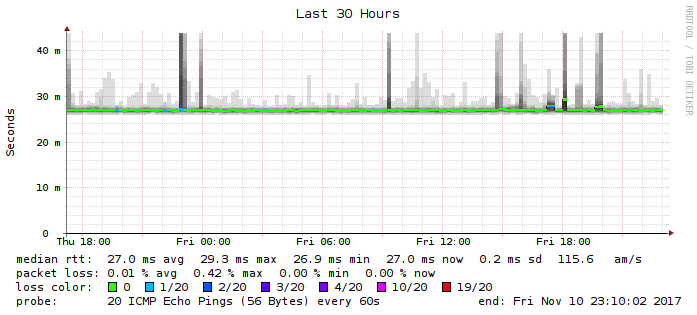 Last 30 Hours
RRDTOOL / TOBI OETIKER
Seconds
40 m
30 m
20 m
10 m
0
Thu 18:00 Fri 00:00 Fri 06:00 Fri 12:00 Fri 18:00
median rtt: 27.0 ms avg 29.3 ms max 26.9 ms min 27.0 ms now 0.2 ms sd 115.6 am/s
packet loss: 0.01 % avg 0.42 % max 0.00 % min 0.00 % now
loss color: 0 1/20 2/20 3/20 4/20 10/20 19/20
probe: 20 ICMP Echo Pings (56 Bytes) every 60s end: Fri Nov 10 23:10:02 2017